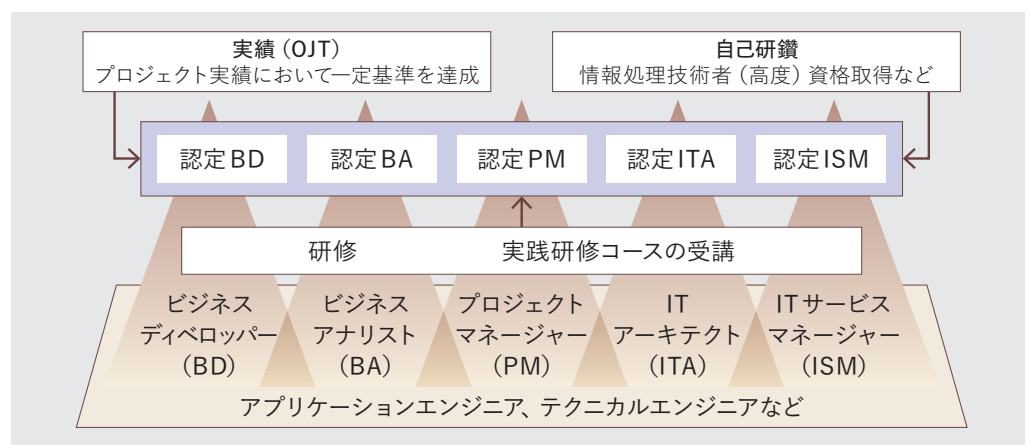 実績（OJT）
プロジェクト実績において一定基準を達成
自己研鑽
情報処理技術者（高度）資格取得など
認定BD
認定BA
認定PM
認定ITA
認定ISM
研修　実践研修コースの受講
ビジネス
ディベロッパー
（BD）
ビジネス
アナリスト
（BA）
プロジェクト
マネージャー
（PM）
IT
アーキテクト
（ITA）
ITサービス
マネージャー
（ISM）
アプリケーションエンジニア、テクニカルエンジニアなど